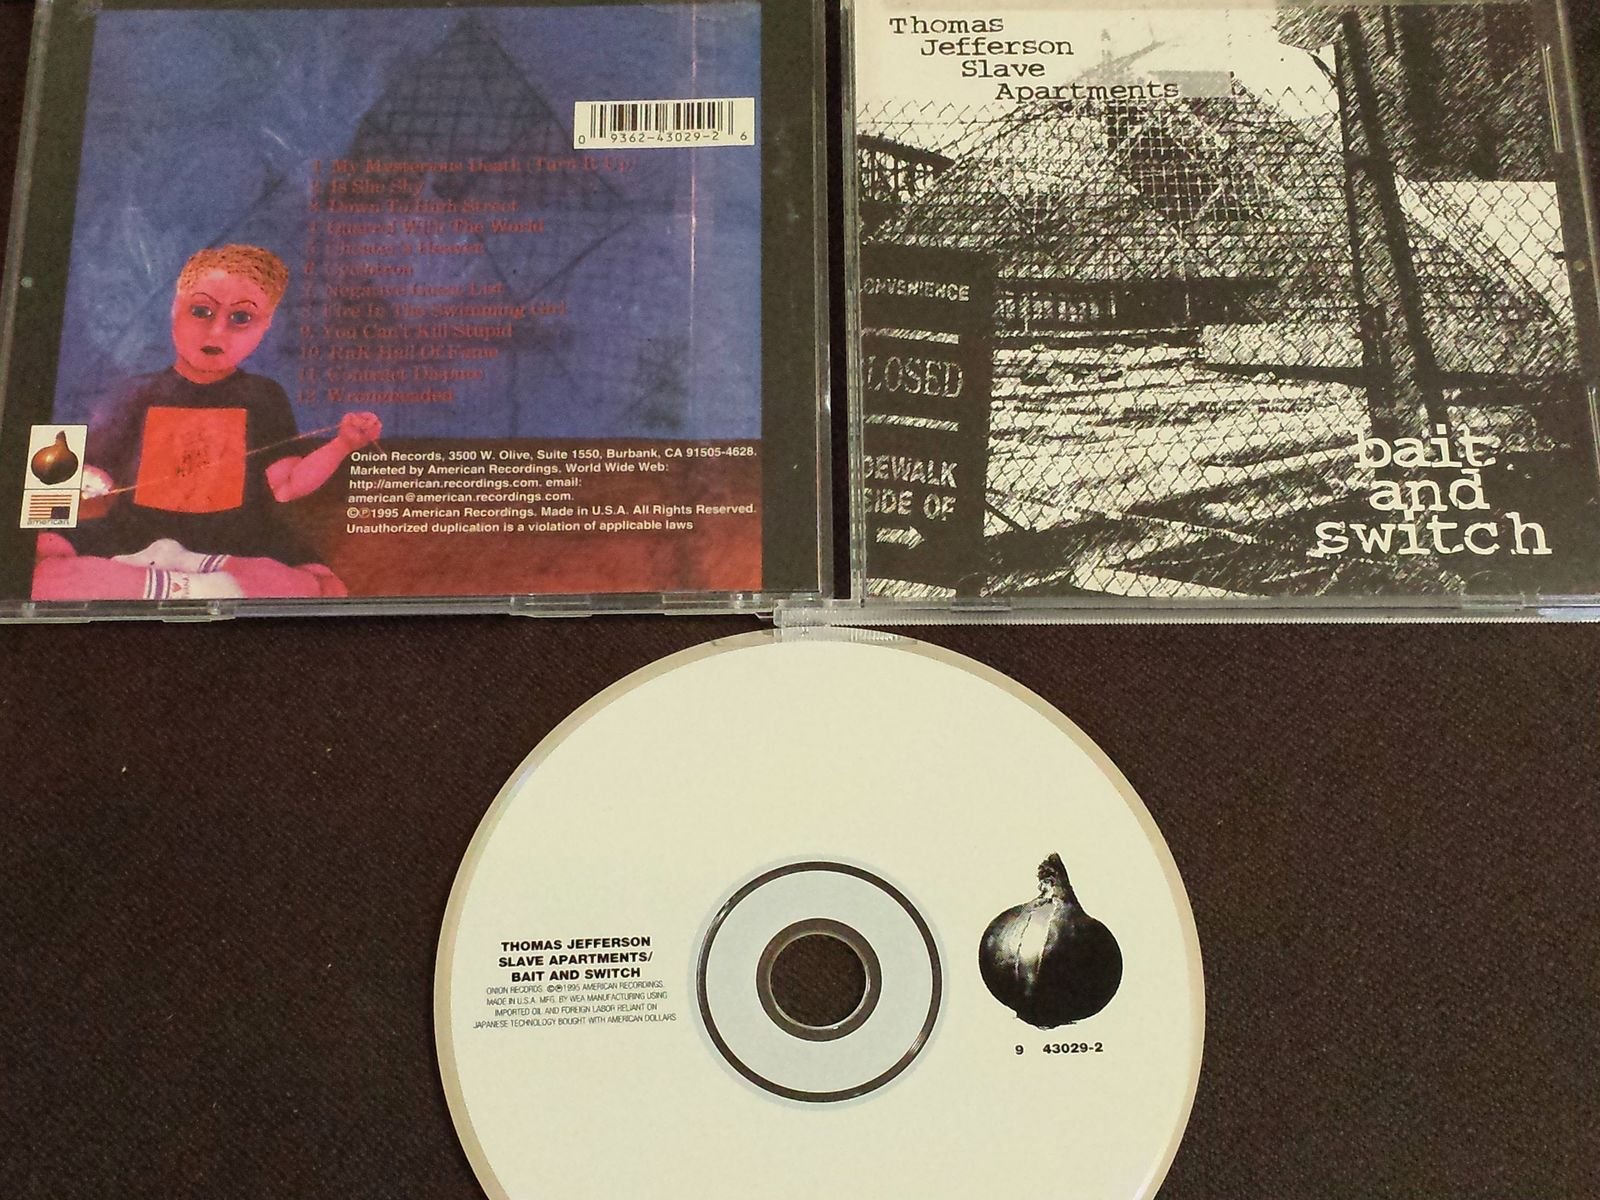 0 9362-43029-2 6
1. My Mysterious Death (Turn It Up)
2. Is She Shy
3. Down To High Street
4. Quarrel With The World
5. Cheater's Heaven
6. Cyclotron
7. Negative Guest List
8. Fire In The Swimming Girl
9. You Can't Kill Stupid
10. RnR Hall Of Fame
11. Contract Dispute
12. Wrongheaded
Onion Records, 3500 W. Olive, Suite 1550, Burbank, CA 91505-4628.
Marketed by American Recordings. World Wide Web:
http://american.recordings.com. email:
american@american.recordings.com.
©℗1995 American Recordings. Made in U.S.A. All Rights Reserved.
Unauthorized duplication is a violation of applicable laws
american
Thomas
Jefferson
Slave
Apartments
ONVENIENCE
LOSED
DEWALK
SIDE OF
bait
and
switch
THOMAS JEFFERSON
SLAVE APARTMENTS/
BAIT AND SWITCH
ONION RECORDS. ©℗1995 AMERICAN RECORDINGS.
MADE IN U.S.A. MFG. BY WEA MANUFACTURING USING
IMPORTED OIL AND FOREIGN LABOR RELIANT ON
JAPANESE TECHNOLOGY BOUGHT WITH AMERICAN DOLLARS
9 43029-2